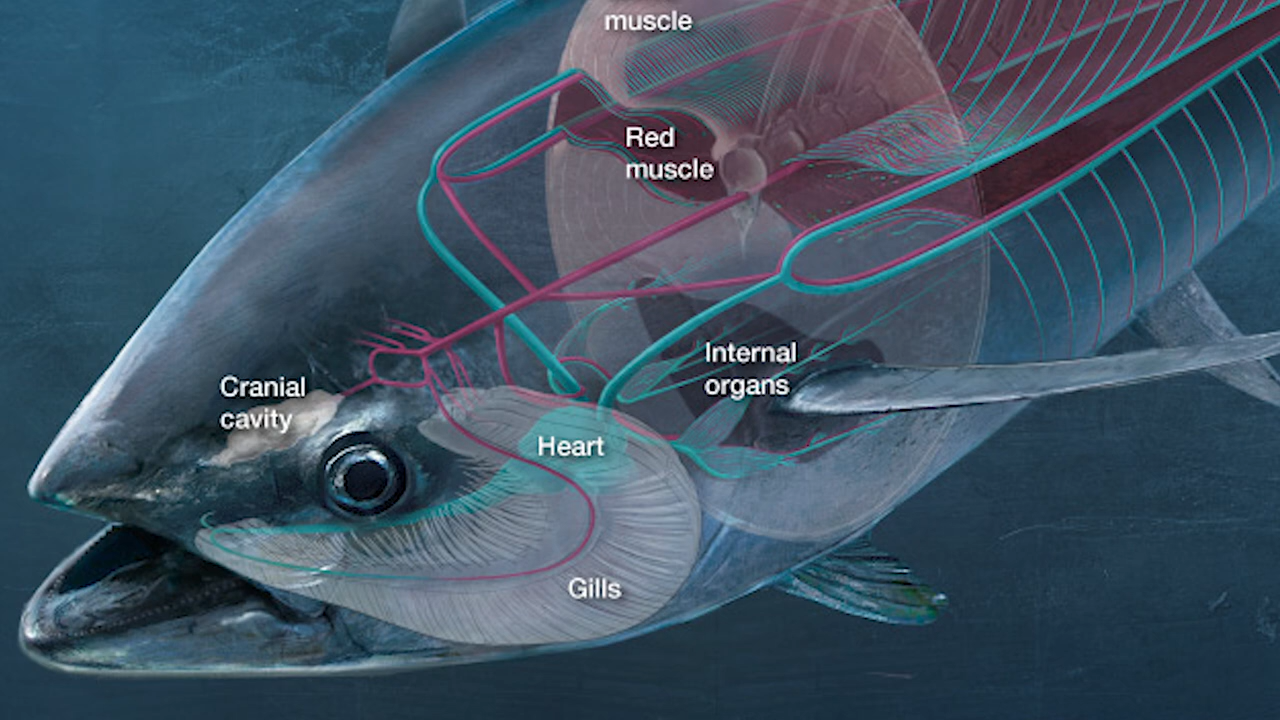 muscle
Red
muscle
Internal
organs
Cranial
cavity
Heart
Gills